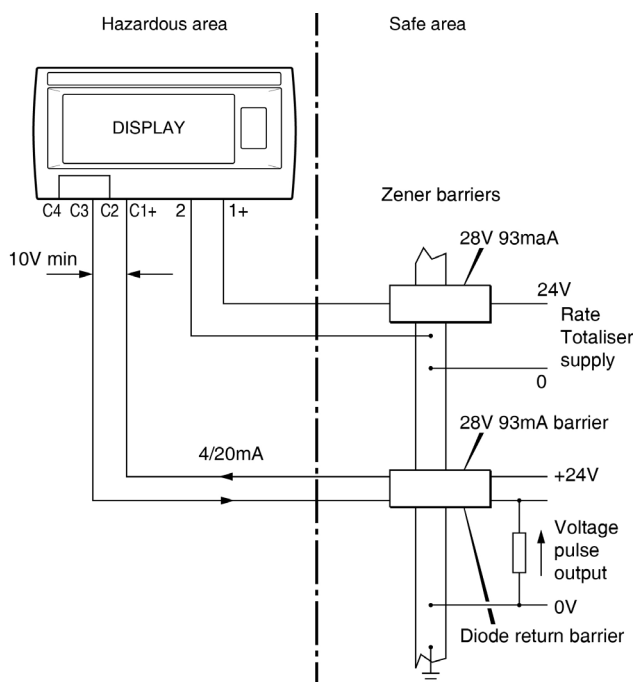 Hazardous area
Safe area
DISPLAY
C4
C3
C2
C1+
2
1+
Zener barriers
10V min
28V 93maA
24V
Rate
Totaliser
supply
0
28V 93mA barrier
4/20mA
+24V
Voltage
pulse
output
0V
Diode return barrier